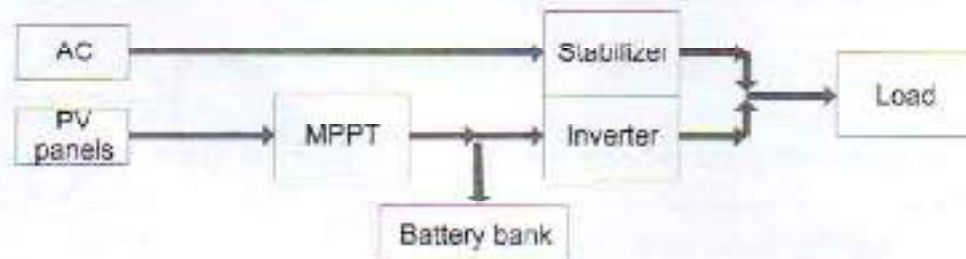 AC
Stabilizer
Load
PV
panels
MPPT
Inverter
Battery bank